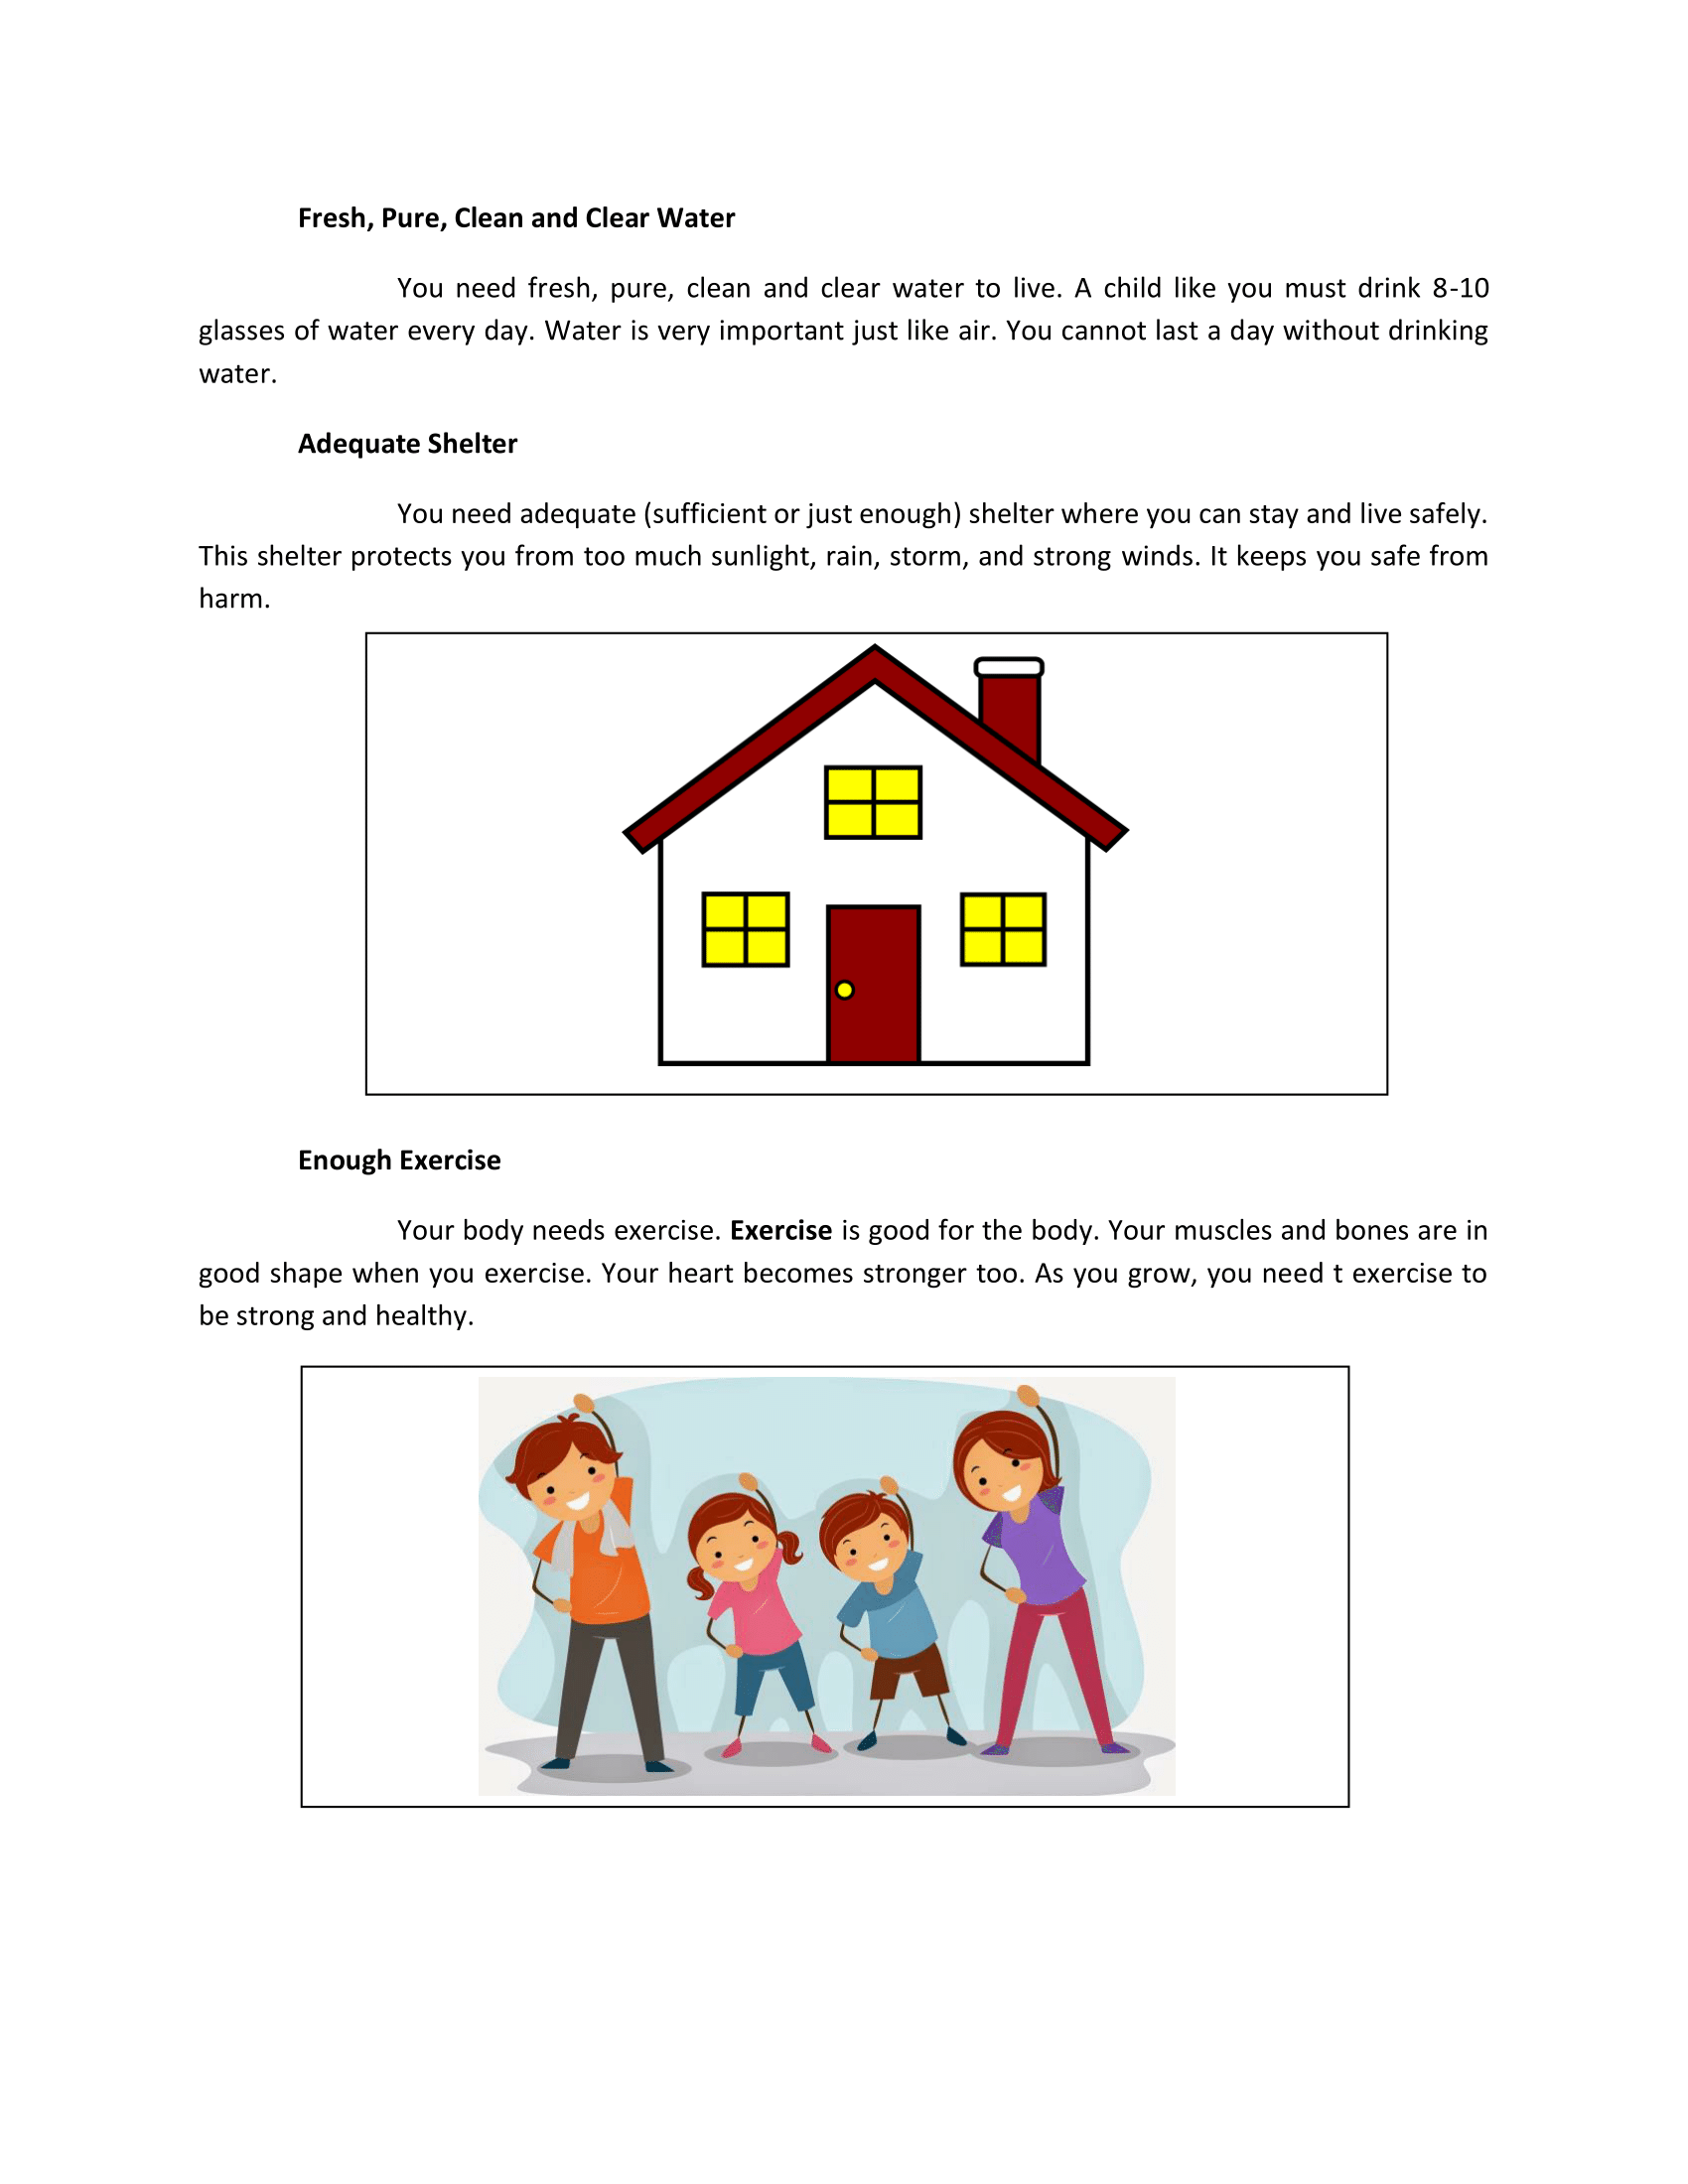 Fresh, Pure, Clean and Clear Water
You need fresh, pure, clean and clear water to live. A child like you must drink 8-10
glasses of water every day. Water is very important just like air. You cannot last a day without drinking
water.
Adequate Shelter
You need adequate (sufficient or just enough) shelter where you can stay and live safely.
This shelter protects you from too much sunlight, rain, storm, and strong winds. It keeps you safe from
harm.
Enough Exercise
Your body needs exercise. Exercise is good for the body. Your muscles and bones are in
good shape when you exercise. Your heart becomes stronger too. As you grow, you need t exercise to
be strong and healthy.